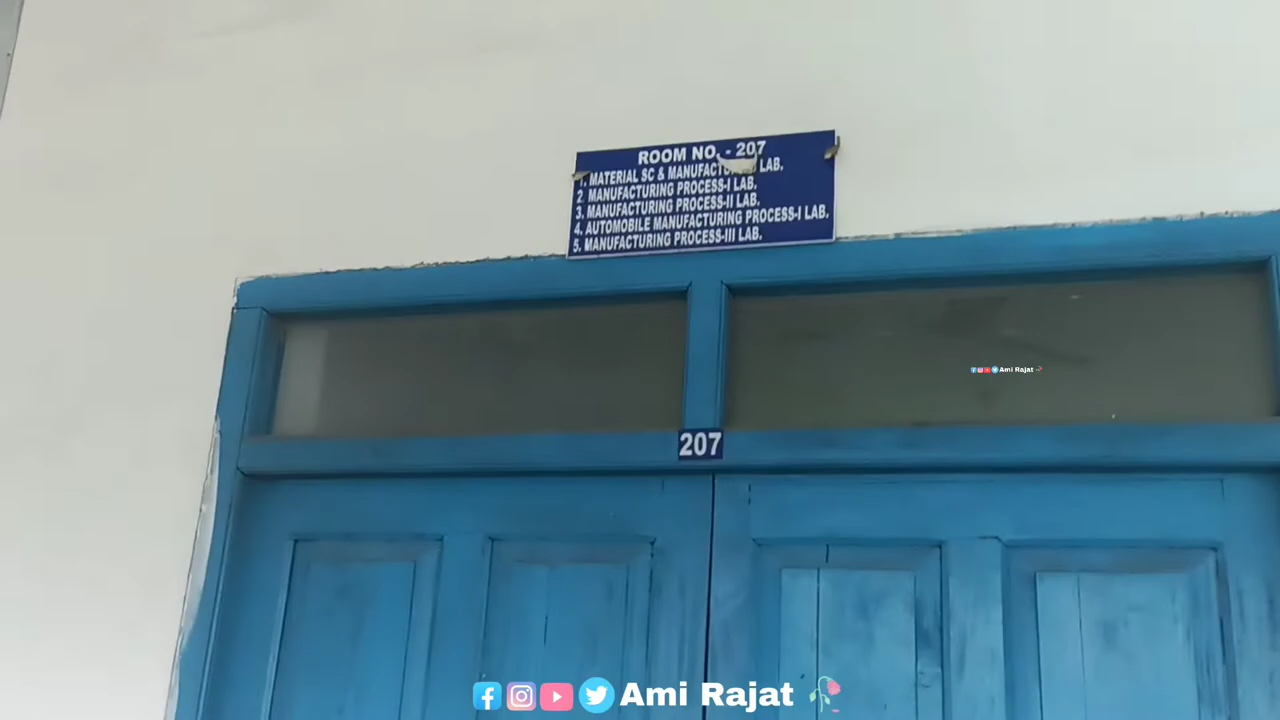 ROOM NO. - 207
1. MATERIAL SC & MANUFACTURING LAB.
2. MANUFACTURING PROCESS-I LAB.
3. MANUFACTURING PROCESS-II LAB.
4. AUTOMOBILE MANUFACTURING PROCESS-I LAB.
5. MANUFACTURING PROCESS-III LAB.
Ami Rajat
207
Ami Rajat